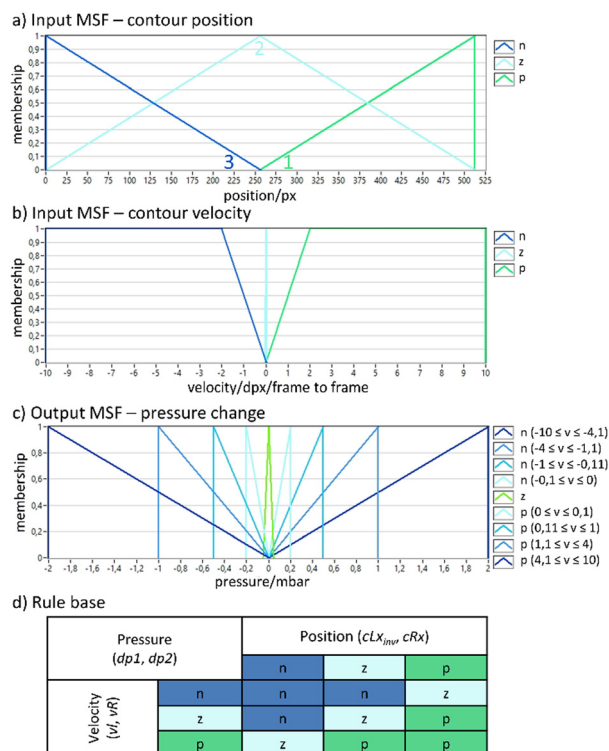 a) Input MSF – contour position
1
0,9
0,8
0,7
0,6
0,5
0,4
0,3
0,2
0,1
0
membership
2
3
1
n
z
p
0 25 50 75 100 125 150 175 200 225 250 275 300 325 350 375 400 425 450 475 500 525
position/px
b) Input MSF – contour velocity
1
0,9
0,8
0,7
0,6
0,5
0,4
0,3
0,2
0,1
0
membership
n
z
p
-10 -9 -8 -7 -6 -5 -4 -3 -2 -1 0 1 2 3 4 5 6 7 8 9 10
velocity/dpx/frame to frame
c) Output MSF – pressure change
1
0,8
0,6
0,4
0,2
0
membership
n (-10 ≤ v ≤ -4,1)
n (-4 ≤ v ≤ -1,1)
n (-1 ≤ v ≤ -0,11)
n (-0,1 ≤ v ≤ 0)
z
p (0 ≤ v ≤ 0,1)
p (0,11 ≤ v ≤ 1)
p (1,1 ≤ v ≤ 4)
p (4,1 ≤ v ≤ 10)
-2 -1,8 -1,6 -1,4 -1,2 -1 -0,8 -0,6 -0,4 -0,2 0 0,2 0,4 0,6 0,8 1 1,2 1,4 1,6 1,8 2
pressure/mbar
d) Rule base
Pressure
(dp1, dp2)
Position (cLxinv, cRx)
n z p
Velocity
(vl, vR)
n n n z
z n z p
p z p p